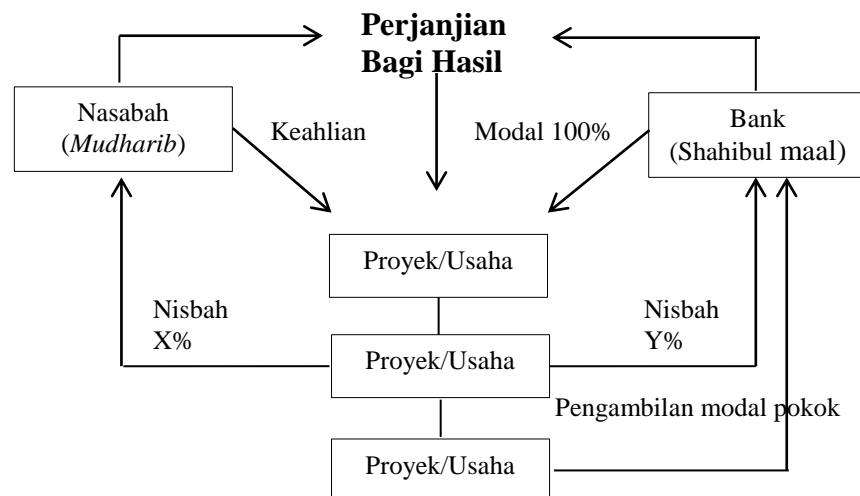 Perjanjian
Bagi Hasil
Nasabah
(Mudharib)
Keahlian
Modal 100%
Bank
(Shahibul maal)
Proyek/Usaha
Nisbah
X%
Nisbah
Y%
Proyek/Usaha
Pengambilan modal pokok
Proyek/Usaha